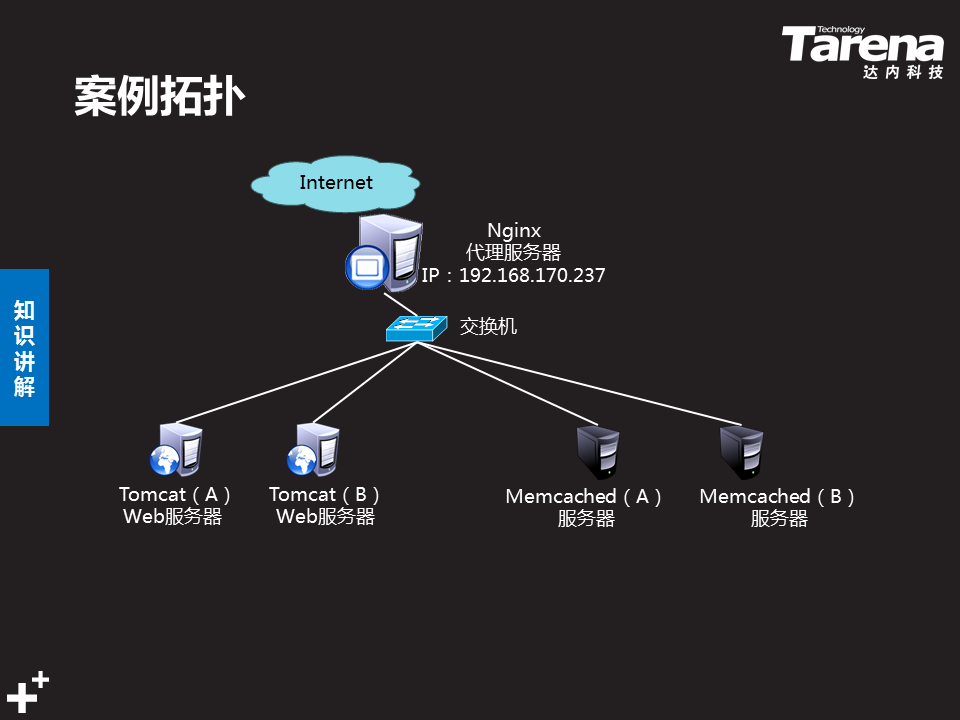 Technology
Tarena
达内科技
案例拓扑
Internet
Nginx
代理服务器
IP：192.168.170.237
交换机
知
识
讲
解
Tomcat（A）
Web服务器
Tomcat（B）
Web服务器
Memcached（A）
服务器
Memcached（B）
服务器